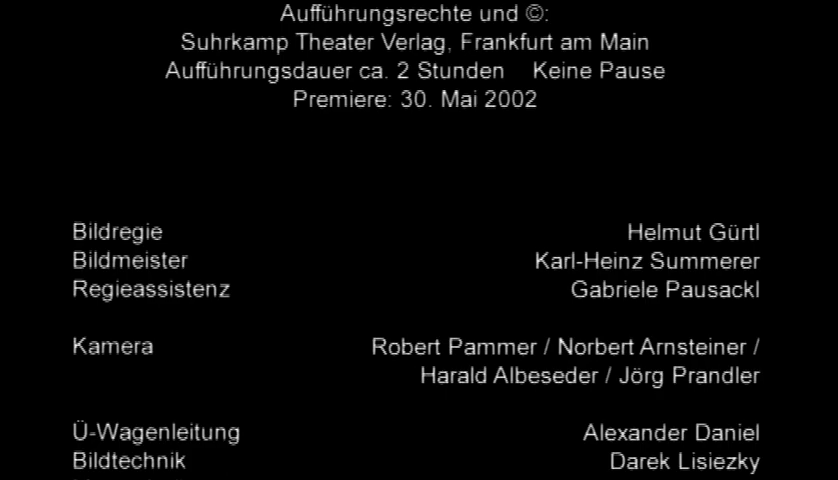 Aufführungsrechte und ©:
Suhrkamp Theater Verlag, Frankfurt am Main
Aufführungsdauer ca. 2 Stunden Keine Pause
Premiere: 30. Mai 2002
Bildregie Helmut Gürtl
Bildmeister Karl-Heinz Summerer
Regieassistenz Gabriele Pausackl
Kamera Robert Pammer / Norbert Arnsteiner /
Harald Albeseder / Jörg Prandler
Ü-Wagenleitung Alexander Daniel
Bildtechnik Darek Lisiezky